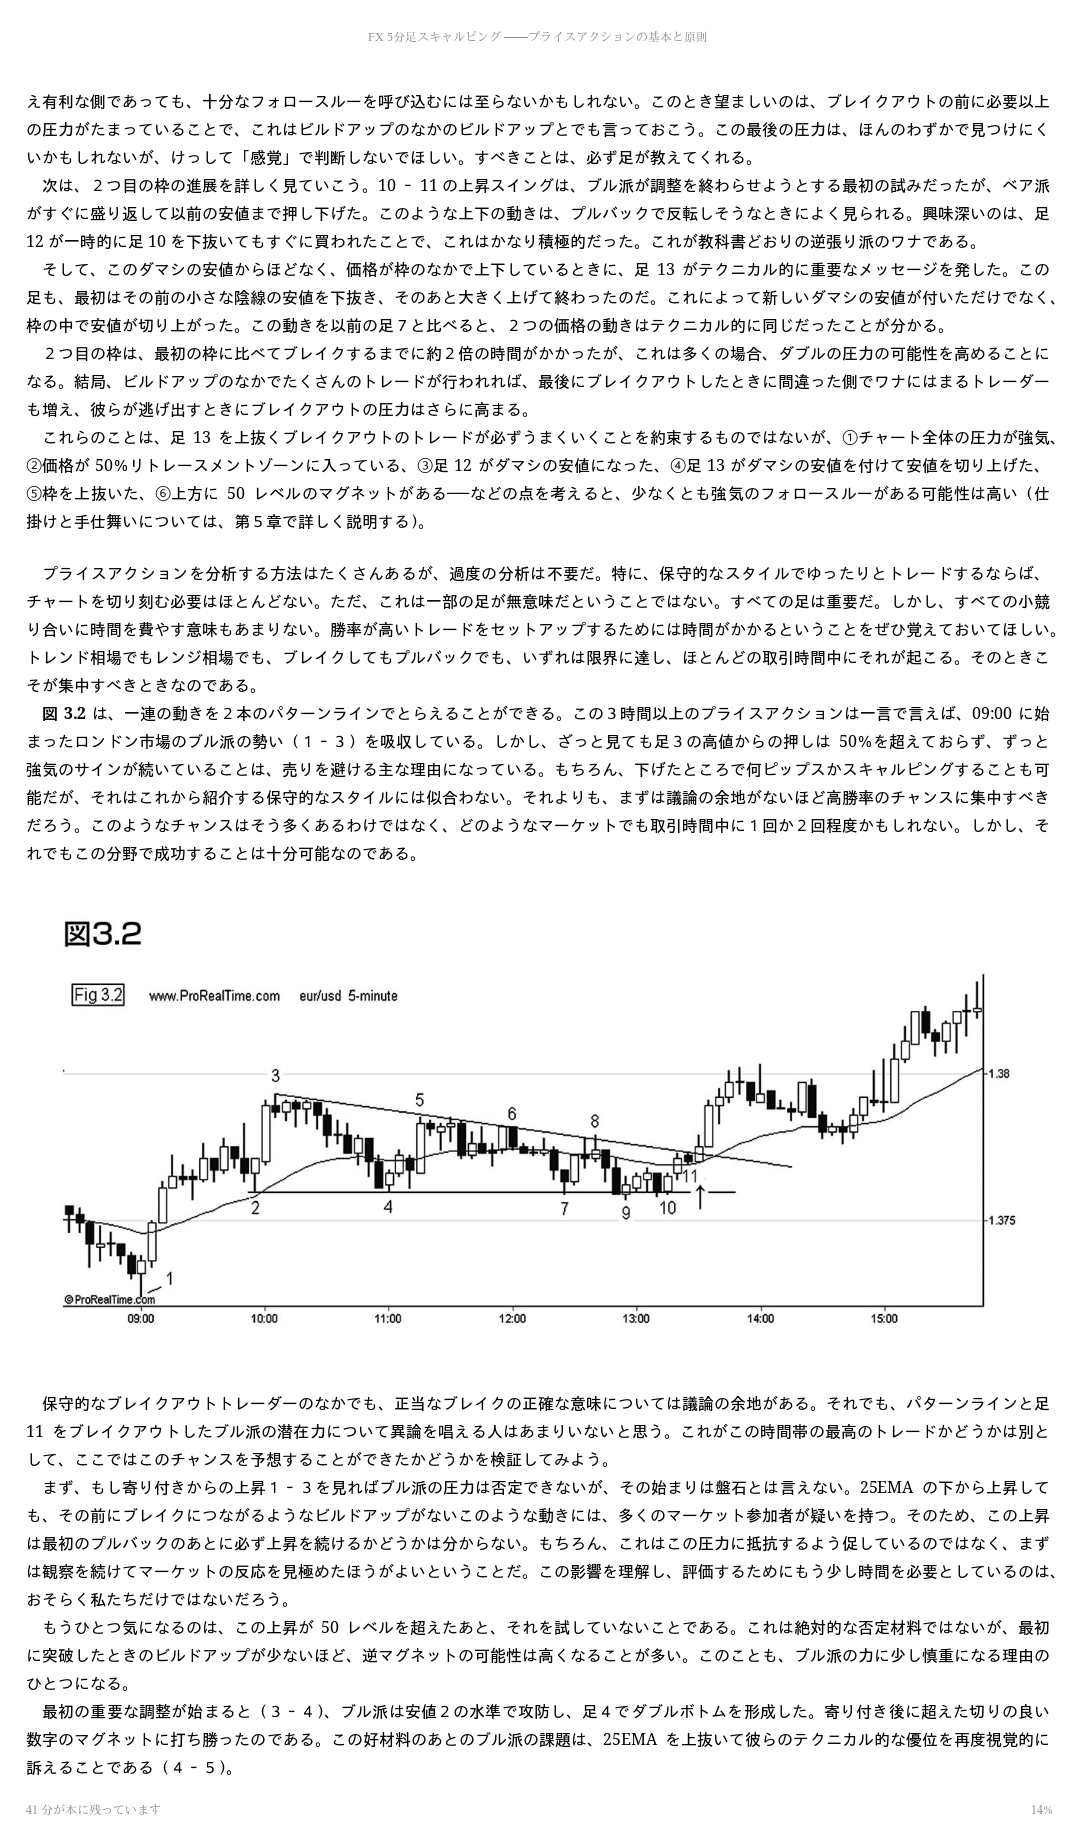 FX 5分足スキャルピング ――プライスアクションの基本と原則
え有利な側であっても、十分なフォロースルーを呼び込むには至らないかもしれない。このとき望ましいのは、ブレイクアウトの前に必要以上
の圧力がたまっていることで、これはビルドアップのなかのビルドアップとでも言っておこう。この最後の圧力は、ほんのわずかで見つけにく
いかもしれないが、けっして「感覚」で判断しないでほしい。すべきことは、必ず足が教えてくれる。
次は、２つ目の枠の進展を詳しく見ていこう。10 - 11 の上昇スイングは、ブル派が調整を終わらせようとする最初の試みだったが、ベア派
がすぐに盛り返して以前の安値まで押し下げた。このような上下の動きは、プルバックで反転しそうなときによく見られる。興味深いのは、足
12 が一時的に足 10 を下抜いてもすぐに買われたことで、これはかなり積極的だった。これが教科書どおりの逆張り派のワナである。
そして、このダマシの安値からほどなく、価格が枠のなかで上下しているときに、足 13 がテクニカル的に重要なメッセージを発した。この
足も、最初はその前の小さな陰線の安値を下抜き、そのあと大きく上げて終わったのだ。これによって新しいダマシの安値が付いただけでなく、
枠の中で安値が切り上がった。この動きを以前の足７と比べると、２つの価格の動きはテクニカル的に同じだったことが分かる。
２つ目の枠は、最初の枠に比べてブレイクするまでに約２倍の時間がかかったが、これは多くの場合、ダブルの圧力の可能性を高めることに
なる。結局、ビルドアップのなかでたくさんのトレードが行われれば、最後にブレイクアウトしたときに間違った側でワナにはまるトレーダー
も増え、彼らが逃げ出すときにブレイクアウトの圧力はさらに高まる。
これらのことは、足 13 を上抜くブレイクアウトのトレードが必ずうまくいくことを約束するものではないが、①チャート全体の圧力が強気、
②価格が 50%リトレースメントゾーンに入っている、③足 12 がダマシの安値になった、④足 13 がダマシの安値を付けて安値を切り上げた、
⑤枠を上抜いた、⑥上方に 50 レベルのマグネットがある──などの点を考えると、少なくとも強気のフォロースルーがある可能性は高い（仕
掛けと手仕舞いについては、第５章で詳しく説明する）。
プライスアクションを分析する方法はたくさんあるが、過度の分析は不要だ。特に、保守的なスタイルでゆったりとトレードするならば、
チャートを切り刻む必要はほとんどない。ただ、これは一部の足が無意味だということではない。すべての足は重要だ。しかし、すべての小競
り合いに時間を費やす意味もあまりない。勝率が高いトレードをセットアップするためには時間がかかるということをぜひ覚えておいてほしい。
トレンド相場でもレンジ相場でも、ブレイクしてもプルバックでも、いずれは限界に達し、ほとんどの取引時間中にそれが起こる。そのときこ
そが集中すべきときなのである。
図 3.2 は、一連の動きを２本のパターンラインでとらえることができる。この３時間以上のプライスアクションは一言で言えば、09:00 に始
まったロンドン市場のブル派の勢い（１ - ３）を吸収している。しかし、ざっと見ても足３の高値からの押しは 50%を超えておらず、ずっと
強気のサインが続いていることは、売りを避ける主な理由になっている。もちろん、下げたところで何ピップスかスキャルピングすることも可
能だが、それはこれから紹介する保守的なスタイルには似合わない。それよりも、まずは議論の余地がないほど高勝率のチャンスに集中すべき
だろう。このようなチャンスはそう多くあるわけではなく、どのようなマーケットでも取引時間中に１回か２回程度かもしれない。しかし、そ
れでもこの分野で成功することは十分可能なのである。
図3.2
Fig 3.2 www.ProRealTime.com eur/usd 5-minute
3
1.38
5
6
8
11
2
4
7
9
10
1.375
1
©ProRealTime.com
09:00 10:00 11:00 12:00 13:00 14:00 15:00
保守的なブレイクアウトトレーダーのなかでも、正当なブレイクの正確な意味については議論の余地がある。それでも、パターンラインと足
11 をブレイクアウトしたブル派の潜在力について異論を唱える人はあまりいないと思う。これがこの時間帯の最高のトレードかどうかは別と
して、ここではこのチャンスを予想することができたかどうかを検証してみよう。
まず、もし寄り付きからの上昇１ - ３を見ればブル派の圧力は否定できないが、その始まりは盤石とは言えない。25EMA の下から上昇して
も、その前にブレイクにつながるようなビルドアップがないこのような動きには、多くのマーケット参加者が疑いを持つ。そのため、この上昇
は最初のプルバックのあとに必ず上昇を続けるかどうかは分からない。もちろん、これはこの圧力に抵抗するよう促しているのではなく、まず
は観察を続けてマーケットの反応を見極めたほうがよいということだ。この影響を理解し、評価するためにもう少し時間を必要としているのは、
おそらく私たちだけではないだろう。
もうひとつ気になるのは、この上昇が 50 レベルを超えたあと、それを試していないことである。これは絶対的な否定材料ではないが、最初
に突破したときのビルドアップが少ないほど、逆マグネットの可能性は高くなることが多い。このことも、ブル派の力に少し慎重になる理由の
ひとつになる。
最初の重要な調整が始まると（３ - ４）、ブル派は安値２の水準で攻防し、足４でダブルボトムを形成した。寄り付き後に超えた切りの良い
数字のマグネットに打ち勝ったのである。この好材料のあとのブル派の課題は、25EMA を上抜いて彼らのテクニカル的な優位を再度視覚的に
訴えることである（４ - ５）。
41 分が本に残っています
14%